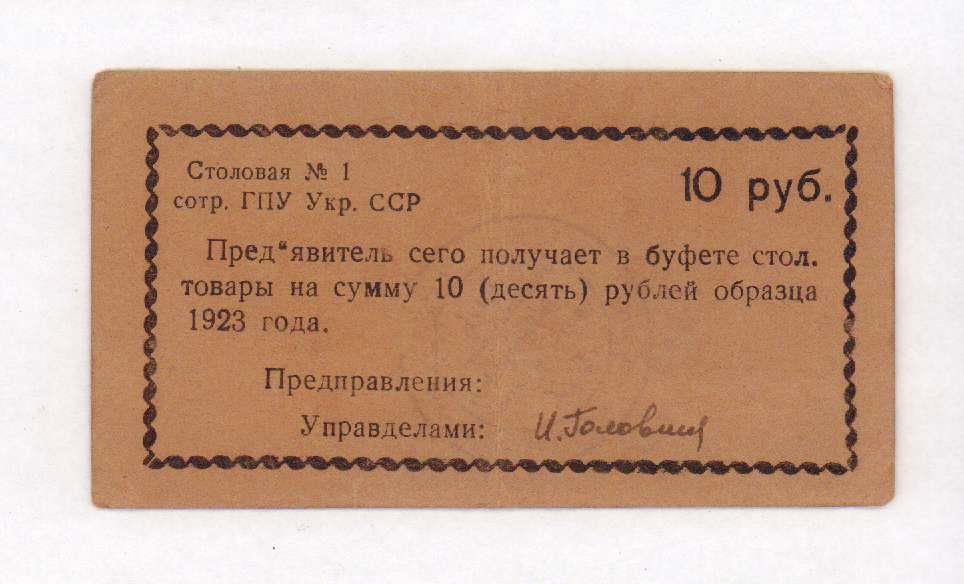 Столовая № 1
сотр. ГПУ Укр. ССР
10 руб.
Пред“явитель сего получает в буфете стол.
товары на сумму 10 (десять) рублей образца
1923 года.
Предправления:
Управделами: И. Головин